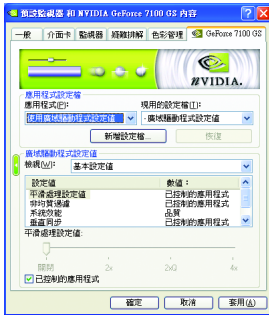 預設監視器 和 NVIDIA GeForce 7100 GS 內容
一般 介面卡 監視器 疑難排解 色彩管理 GeForce 7100 GS
NVIDIA.
應用程式設定檔
應用程式(P): 現用的設定檔(I):
使用廣域驅動程式設定值 - 廣域驅動程式設定值
新增設定檔... 恢復
廣域驅動程式設定值
檢視(W): 基本設定值
設定值 數值:
平滑處理設定 已控制的應用程式
非均質過濾 已控制的應用程式
系統效能 品質
垂直同步 已控制的應用程式
平滑處理設定值:
關閉 2x 2xQ 4x
已控制的應用程式
確定 取消 套用(A)